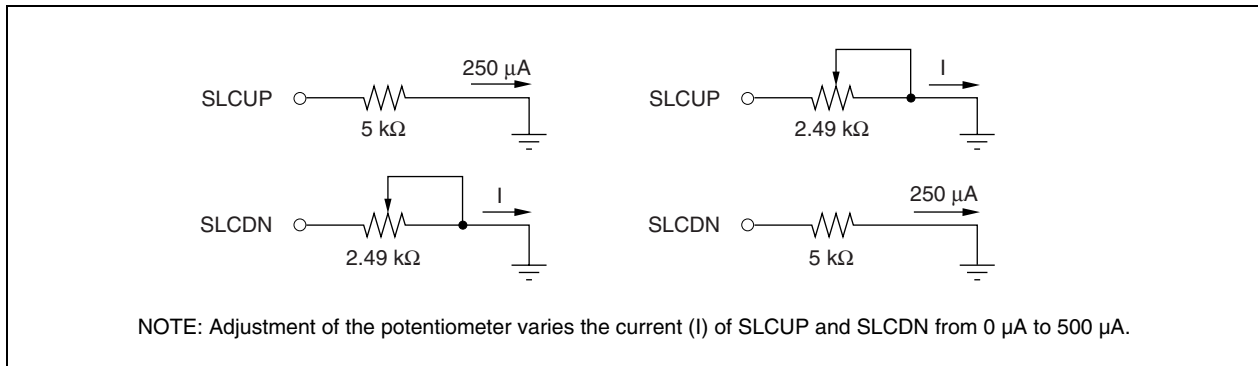 250 µA
SLCUP
5 kΩ
I
SLCUP
2.49 kΩ
I
SLCDN
2.49 kΩ
250 µA
SLCDN
5 kΩ
NOTE: Adjustment of the potentiometer varies the current (I) of SLCUP and SLCDN from 0 µA to 500 µA.